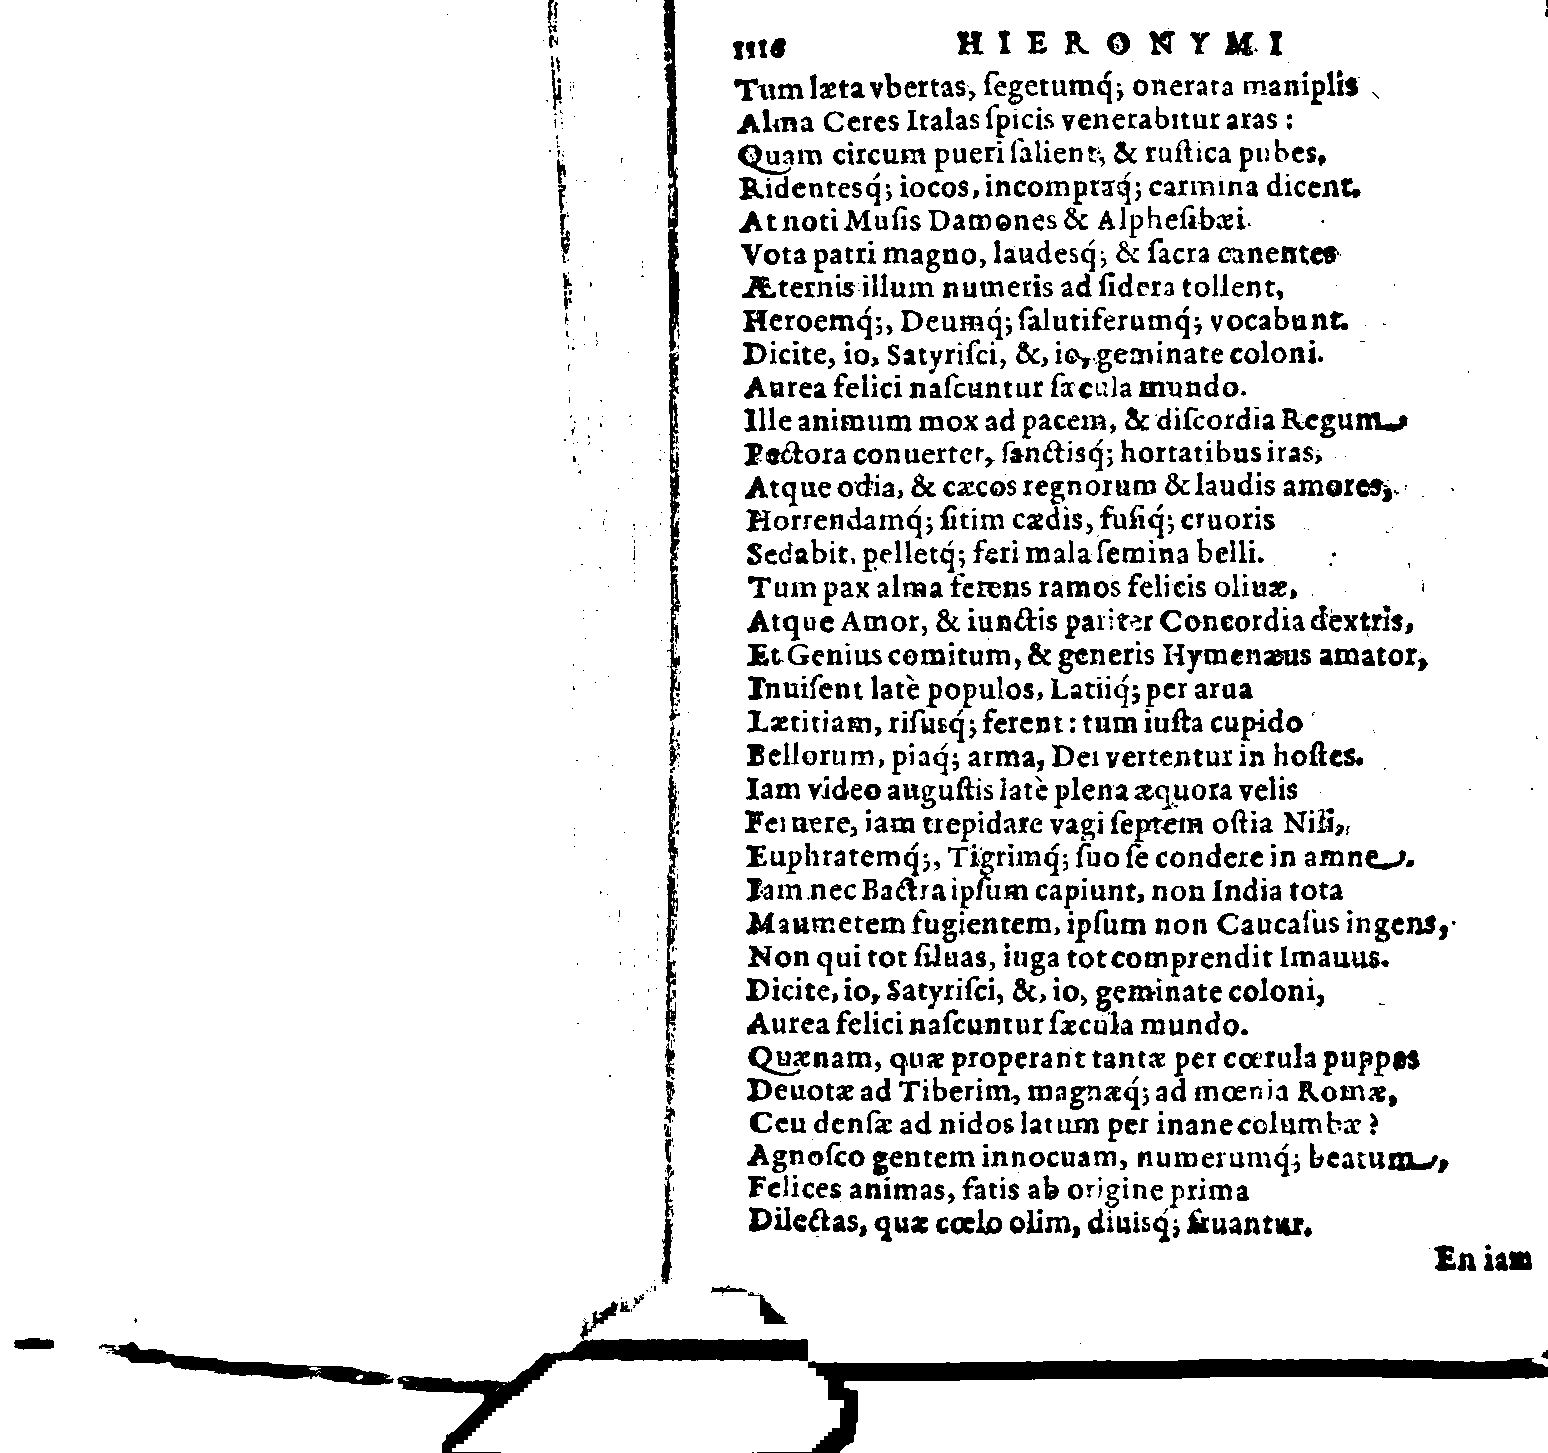 1116 HIERONYMI
Tum læta vbertas, ſegetumq́; onerata maniplis
Alma Ceres Italas ſpicis venerabitur aras :
Quam circum pueri ſalient, & ruſtica pubes,
Ridentesq́; iocos, incomptaq́; carmina dicent.
At noti Muſis Damones & Alpheſibæi
Vota patri magno, laudesq́; & ſacra canentes
Æternis illum numeris ad ſidera tollent,
Heroemq́;, Deumq́; ſalutiferumq́; vocabunt.
Dicite, io, Satyriſci, &, io, geminate coloni.
Aurea felici naſcuntur ſæcula mundo.
Ille animum mox ad pacem, & diſcordia Regum
Pectora conuertet, ſanctisq́; hortatibus iras,
Atque odia, & cæcos regnorum & laudis amores,
Horrendamq́; ſitim cædis, fuſiq́; cruoris
Sedabit, pelletq́; feri mala ſemina belli.
Tum pax alma ferens ramos felicis oliuæ,
Atque Amor, & iunctis pariter Concordia dextris,
Et Genius comitum, & generis Hymenæus amator,
Inuiſent latè populos, Latiiq́; per arua
Lætitiam, riſusq́; ferent : tum iuſta cupido
Bellorum, piaq́; arma, Dei vertentur in hoſtes.
Iam video auguſtis latè plena æquora velis
Feruere, iam trepidare vagi ſeptem oſtia Nili,
Euphratemq́;, Tigrimq́; ſuo ſe condere in amne.
Iam nec Bactra ipſum capiunt, non India tota
Maumetem fugientem, ipſum non Caucaſus ingens,
Non qui tot ſiluas, iuga tot comprendit Imauus.
Dicite, io, Satyriſci, &, io, geminate coloni,
Aurea felici naſcuntur ſæcula mundo.
Quænam, quæ properant tantæ per cœrula puppes
Deuotæ ad Tiberim, magnæq́; ad mœnia Romæ,
Ceu denſæ ad nidos latum per inane columbæ ?
Agnoſco gentem innocuam, numerumq́; beatum,
Felices animas, fatis ab origine prima
Dilectas, quæ cœlo olim, diuisq́; fruantur.
En iam